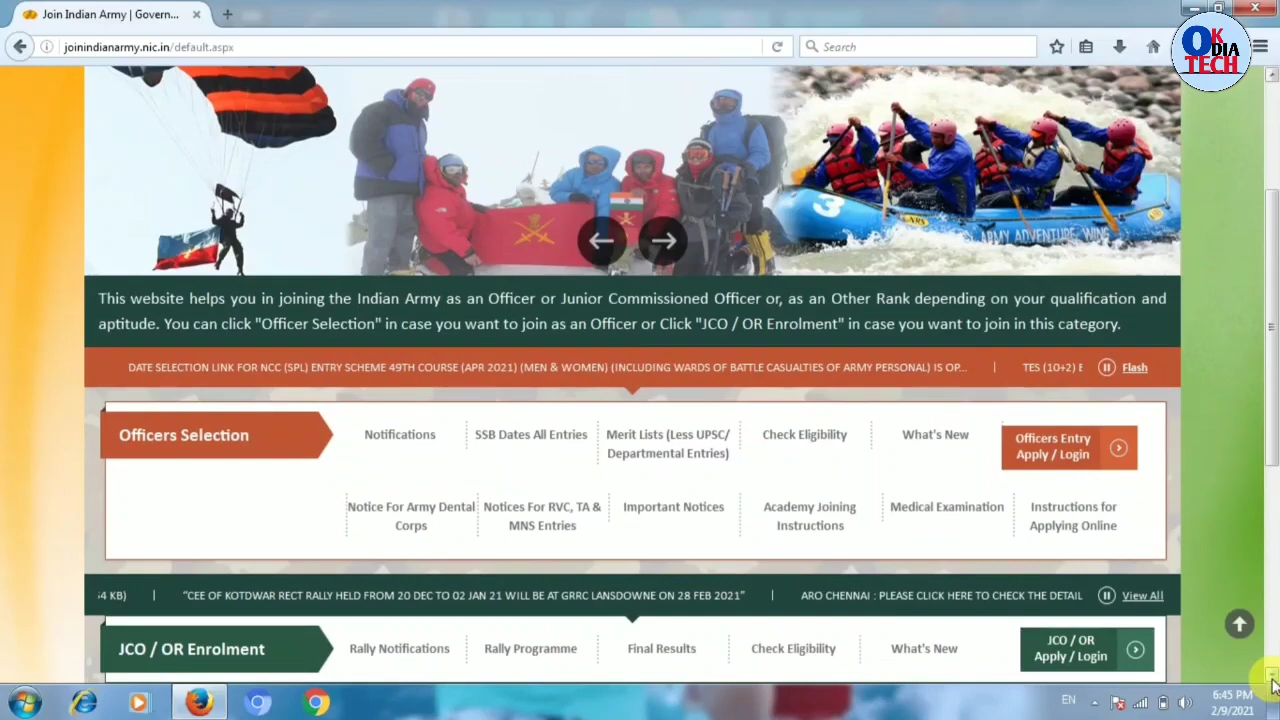 Join Indian Army | Govern...
joinindianarmy.nic.in/default.aspx
Search
OK
DIA
TECH
3
NRS
ARMY ADVENTURE WING
This website helps you in joining the Indian Army as an Officer or Junior Commissioned Officer or, as an Other Rank depending on your qualification and
aptitude. You can click "Officer Selection" in case you want to join as an Officer or Click "JCO / OR Enrolment" in case you want to join in this category.
DATE SELECTION LINK FOR NCC (SPL) ENTRY SCHEME 49TH COURSE (APR 2021) (MEN & WOMEN) (INCLUDING WARDS OF BATTLE CASUALTIES OF ARMY PERSONAL) IS OP... | TES (10+2) E Flash
Officers Selection
Notifications
SSB Dates All Entries
Merit Lists (Less UPSC/
Departmental Entries)
Check Eligibility
What's New
Officers Entry
Apply / Login
Notice For Army Dental
Corps
Notices For RVC, TA &
MNS Entries
Important Notices
Academy Joining
Instructions
Medical Examination
Instructions for
Applying Online
KB) | "CEE OF KOTDWAR RECT RALLY HELD FROM 20 DEC TO 02 JAN 21 WILL BE AT GRRC LANSDOWNE ON 28 FEB 2021" | ARO CHENNAI : PLEASE CLICK HERE TO CHECK THE DETAIL View All
JCO / OR Enrolment
Rally Notifications
Rally Programme
Final Results
Check Eligibility
What's New
JCO / OR
Apply / Login
EN
6:45 PM
2/9/2021